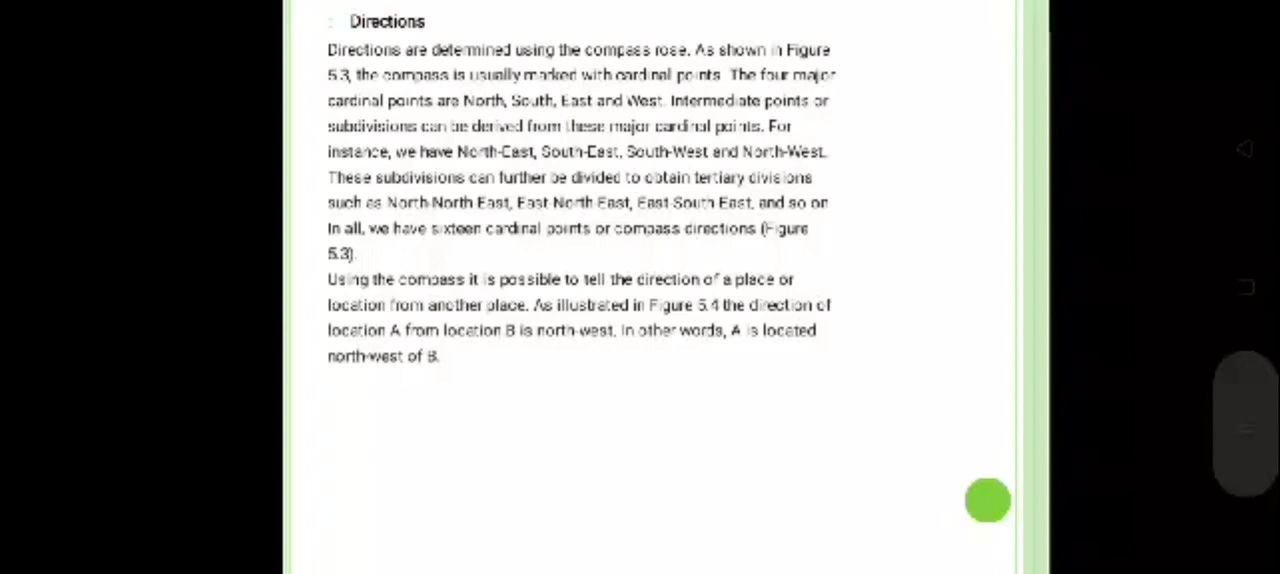 Directions
Directions are determined using the compass rose. As shown in Figure
5.3, the compass is usually marked with cardinal points. The four major
cardinal points are North, South, East and West. Intermediate points or
subdivisions can be derived from these major cardinal points. For
instance, we have North-East, South-East, South-West and North-West.
These subdivisions can further be divided to obtain tertiary divisions
such as North-North East, East-North East, East-South East, and so on
In all, we have sixteen cardinal points or compass directions (Figure
5.3).
Using the compass it is possible to tell the direction of a place or
location from another place. As illustrated in Figure 5.4 the direction of
location A from location B is north-west. In other words, A is located
north-west of B.